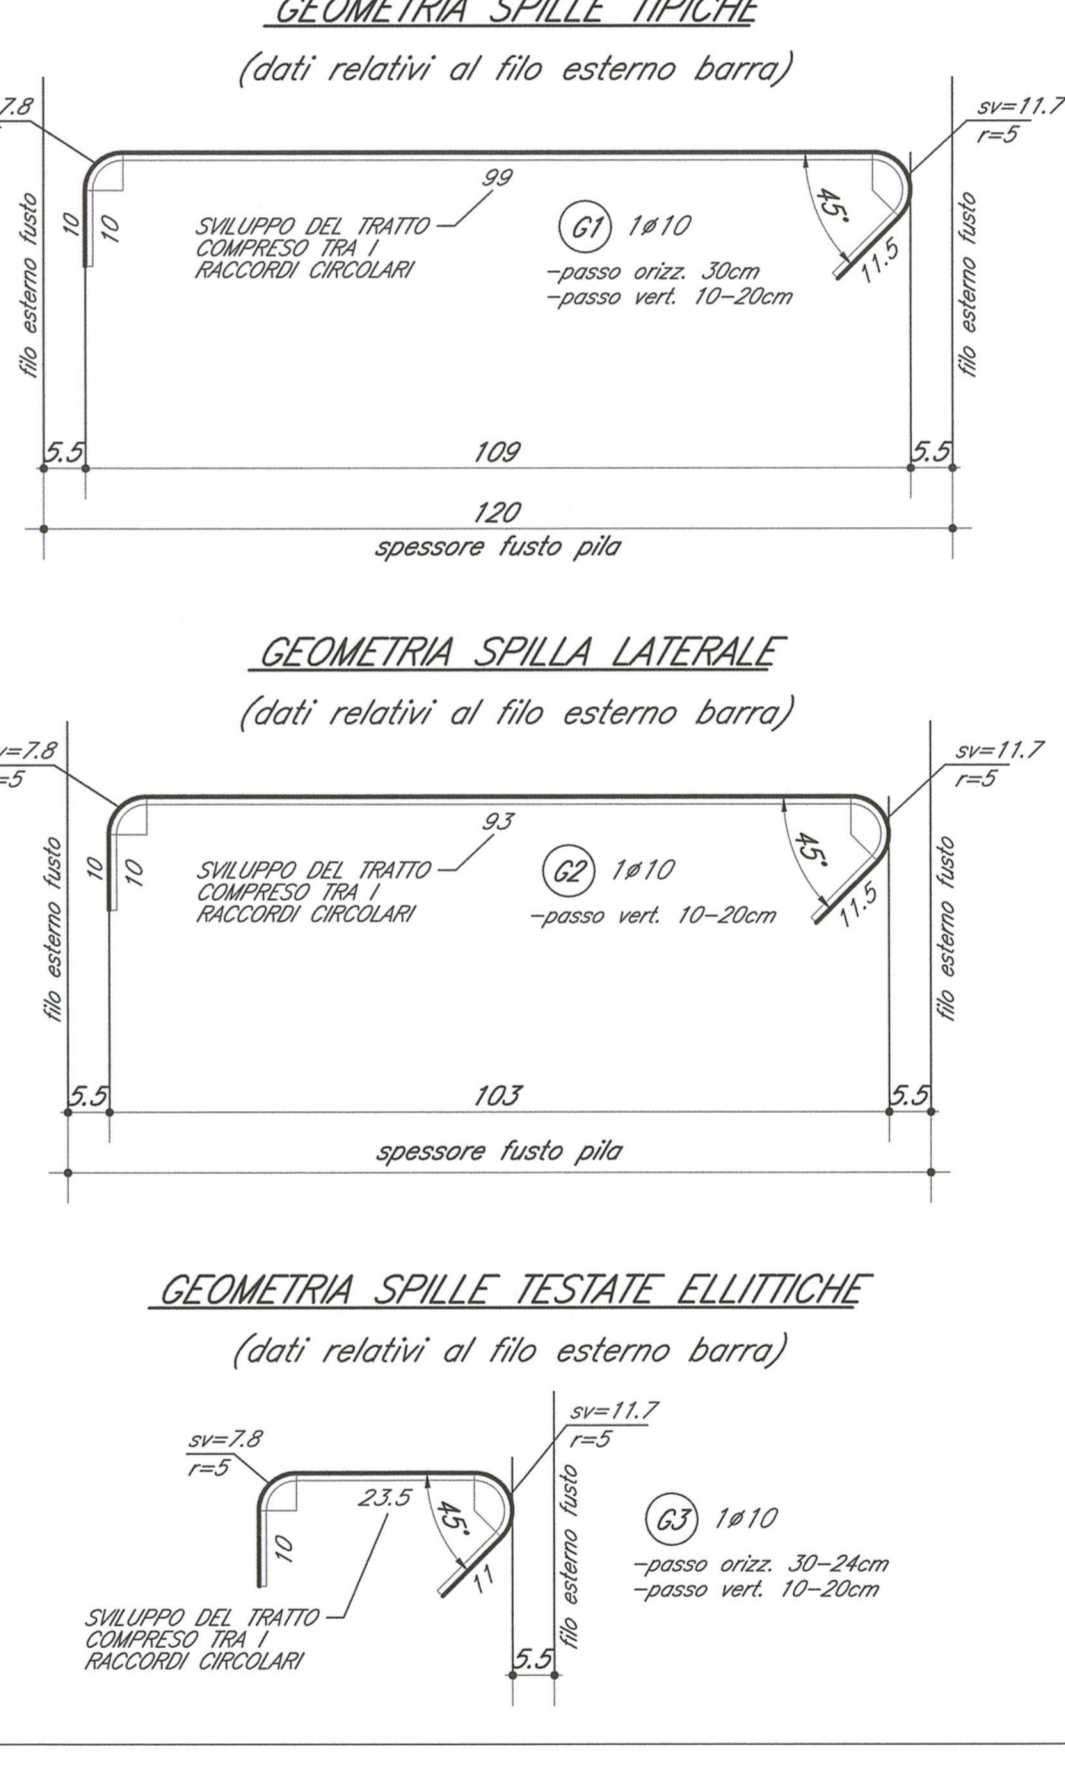 GEOMETRIA SPILLE TIPICHE
(dati relativi al filo esterno barra)
7.8
sv=11.7
r=5
99
10
10
SVILUPPO DEL TRATTO
COMPRESO TRA I
RACCORDI CIRCOLARI
G1 1ø10
-passo orizz. 30cm
-passo vert. 10-20cm
45°
11.5
filo esterno fusto
filo esterno fusto
5.5
109
5.5
120
spessore fusto pila
GEOMETRIA SPILLA LATERALE
(dati relativi al filo esterno barra)
v=7.8
=5
sv=11.7
r=5
93
10
10
SVILUPPO DEL TRATTO
COMPRESO TRA I
RACCORDI CIRCOLARI
G2 1ø10
-passo vert. 10-20cm
45°
11.5
filo esterno fusto
filo esterno fusto
5.5
103
5.5
spessore fusto pila
GEOMETRIA SPILLE TESTATE ELLITTICHE
(dati relativi al filo esterno barra)
sv=7.8
r=5
sv=11.7
r=5
23.5
10
45°
11
filo esterno fusto
G3 1ø10
-passo orizz. 30-24cm
-passo vert. 10-20cm
SVILUPPO DEL TRATTO
COMPRESO TRA I
RACCORDI CIRCOLARI
5.5